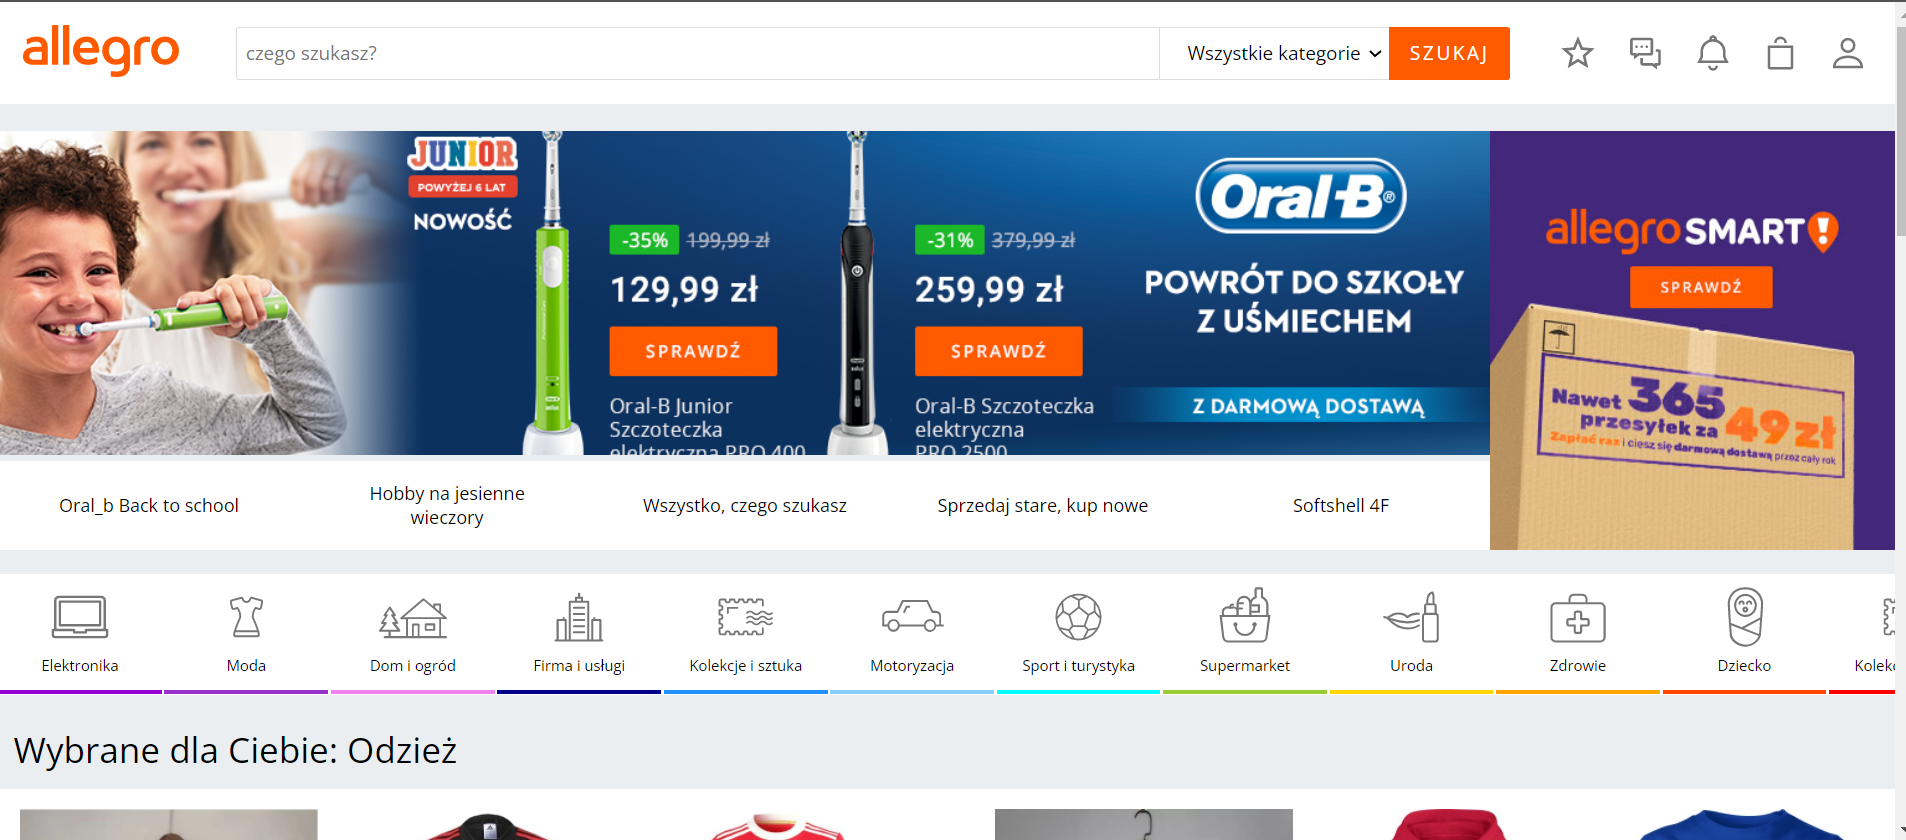 allegro
czego szukasz?
Wszystkie kategorie
SZUKAJ
JUNIOR
POWYŻEJ 6 LAT
NOWOŚĆ
-35% 199,99 zł
129,99 zł
SPRAWDŹ
Oral-B Junior
Szczoteczka
elektryczna PRO 400
-31% 379,99 zł
259,99 zł
SPRAWDŹ
Oral-B Szczoteczka
elektryczna
PRO 2500
Oral-B®
POWRÓT DO SZKOŁY
Z UŚMIECHEM
Z DARMOWĄ DOSTAWĄ
allegro SMART!
SPRAWDŹ
Nawet 365
przesyłek za 49 zł
Zapłać raz i ciesz się darmową dostawą przez cały rok
Oral_b Back to school
Hobby na jesienne
wieczory
Wszystko, czego szukasz
Sprzedaj stare, kup nowe
Softshell 4F
Elektronika
Moda
Dom i ogród
Firma i usługi
Kolekcje i sztuka
Motoryzacja
Sport i turystyka
Supermarket
Uroda
Zdrowie
Dziecko
Kolekc
Wybrane dla Ciebie: Odzież